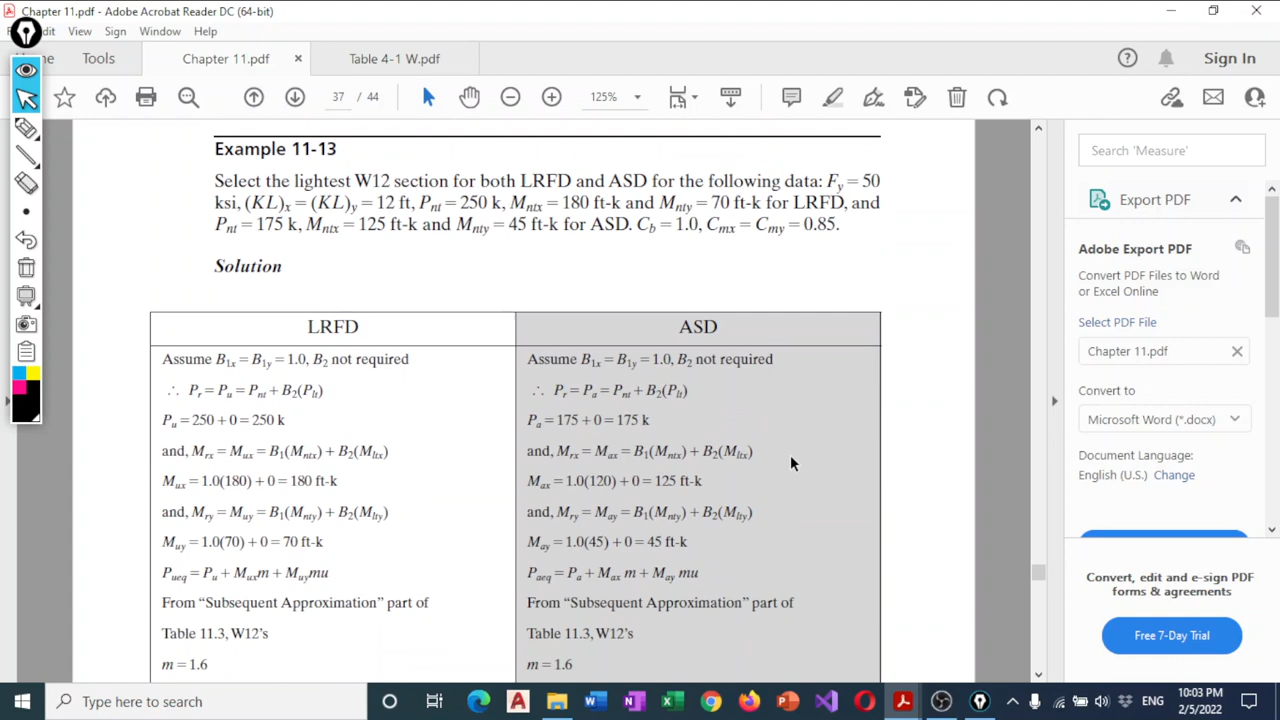 Chapter 11.pdf - Adobe Acrobat Reader DC (64-bit)
View Sign Window Help
Tools
Chapter 11.pdf
Table 4-1 W.pdf
Sign In
37 / 44
125%
Example 11-13
Select the lightest W12 section for both LRFD and ASD for the following data: Fy = 50
ksi, (KL)x = (KL)y = 12 ft, Pnt = 250 k, Mntx = 180 ft-k and Mnty = 70 ft-k for LRFD, and
Pnt = 175 k, Mntx = 125 ft-k and Mnty = 45 ft-k for ASD. Cb = 1.0, Cmx = Cmy = 0.85.
Solution
LRFD
Assume B1x = B1y = 1.0, B2 not required
∴ Pr = Pu = Pnt + B2(Plt)
Pu = 250 + 0 = 250 k
and, Mrx = Mux = B1(Mntx) + B2(Mltx)
Mux = 1.0(180) + 0 = 180 ft-k
and, Mry = Muy = B1(Mnty) + B2(Mlty)
Muy = 1.0(70) + 0 = 70 ft-k
Pueq = Pu + Muxm + Muymu
From “Subsequent Approximation” part of
Table 11.3, W12’s
m = 1.6
ASD
Assume B1x = B1y = 1.0, B2 not required
∴ Pr = Pa = Pnt + B2(Plt)
Pa = 175 + 0 = 175 k
and, Mrx = Max = B1(Mntx) + B2(Mltx)
Max = 1.0(120) + 0 = 125 ft-k
and, Mry = May = B1(Mnty) + B2(Mlty)
May = 1.0(45) + 0 = 45 ft-k
Paeq = Pa + Max m + May mu
From “Subsequent Approximation” part of
Table 11.3, W12’s
m = 1.6
Search 'Measure'
Export PDF
Adobe Export PDF
Convert PDF Files to Word
or Excel Online
Select PDF File
Chapter 11.pdf
Convert to
Microsoft Word (*.docx)
Document Language:
English (U.S.) Change
Convert, edit and e-sign PDF
forms & agreements
Free 7-Day Trial
Type here to search
ENG
10:03 PM
2/5/2022